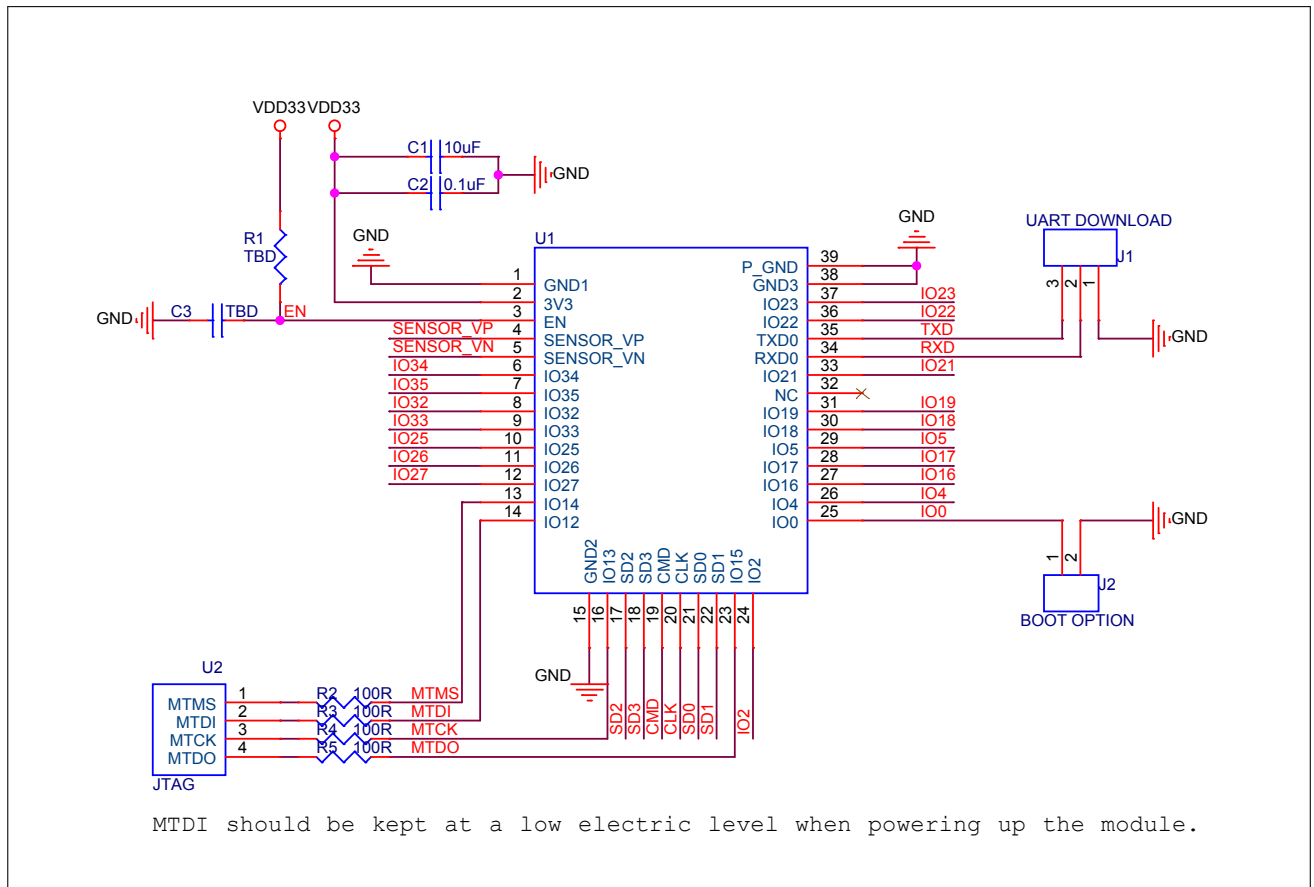 VDD33 VDD33
C1 10uF
C2 0.1uF
GND
R1
TBD
GND
C3 TBD EN
GND
U1
1 GND1
2 3V3
3 EN
SENSOR_VP 4 SENSOR_VP
SENSOR_VN 5 SENSOR_VN
IO34 6 IO34
IO35 7 IO35
IO32 8 IO32
IO33 9 IO33
IO25 10 IO25
IO26 11 IO26
IO27 12 IO27
13 IO14
14 IO12
GND
P_GND 39
GND3 38
IO23 37 IO23
IO22 36 IO22
TXD0 35 TXD
RXD0 34 RXD
IO21 33 IO21
NC 32
IO19 31 IO19
IO18 30 IO18
IO5 29 IO5
IO17 28 IO17
IO16 27 IO16
IO4 26 IO4
IO0 25 IO0
UART DOWNLOAD
J1
3 2 1
GND
GND
1 2
J2
BOOT OPTION
GND2 IO13 SD2 SD3 CMD CLK SD0 SD1 IO15 IO2
15 16 17 18 19 20 21 22 23 24
GND
SD2 SD3 CMD CLK SD0 SD1 IO2
U2
MTMS 1 R2 100R MTMS
MTDI 2 R3 100R MTDI
MTCK 3 R4 100R MTCK
MTDO 4 R5 100R MTDO
JTAG
MTDI should be kept at a low electric level when powering up the module.